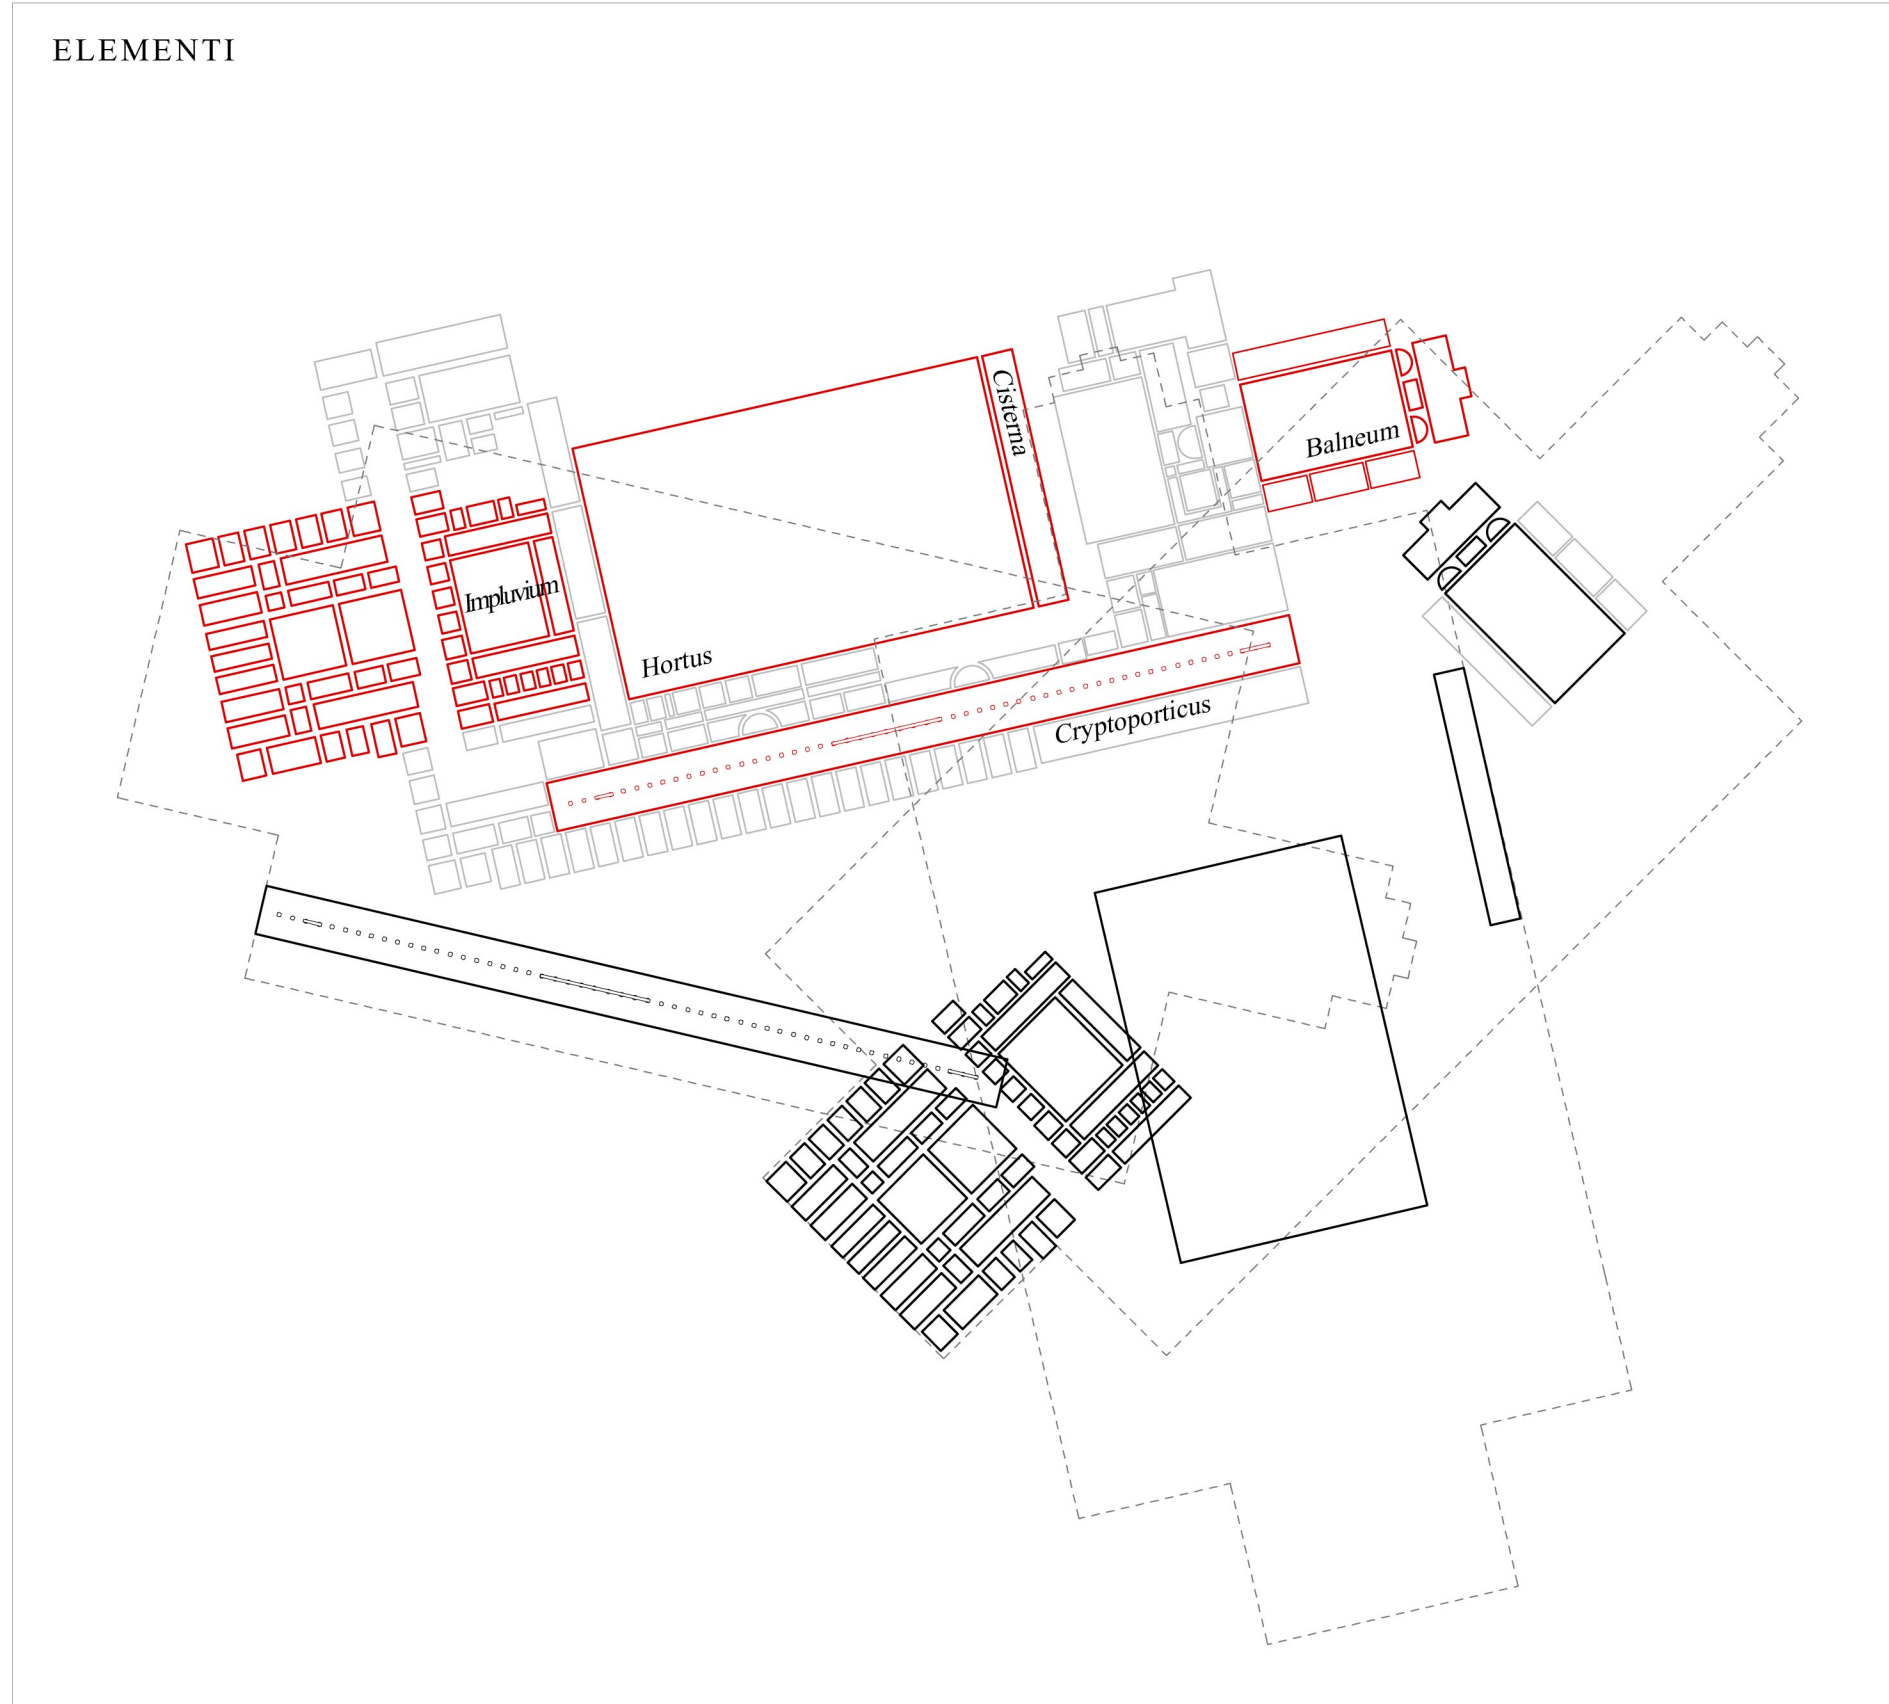 ELEMENTI
Cisterna
Balneum
Impluvium
Hortus
Cryptoporticus